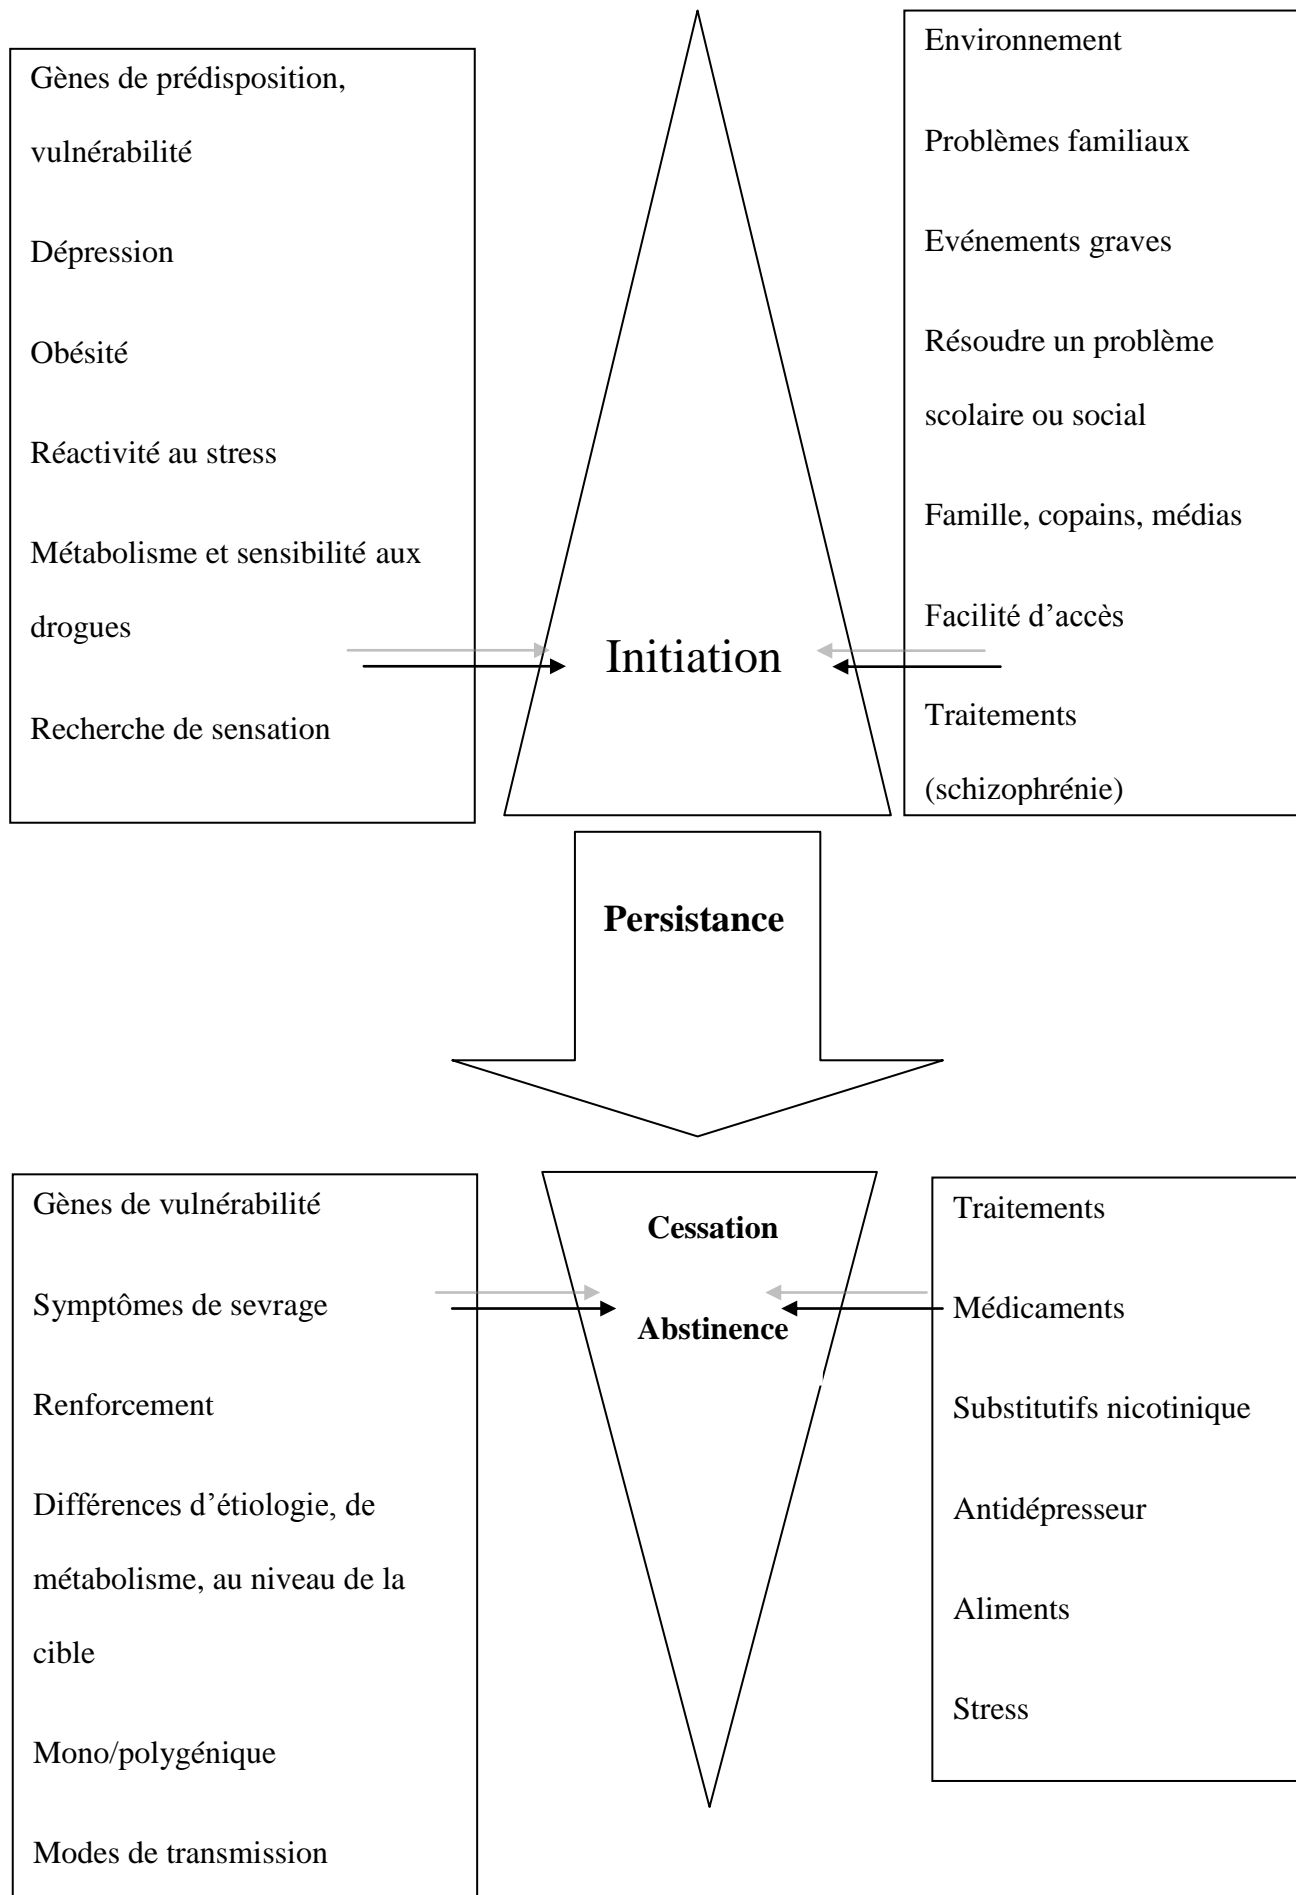 Gènes de prédisposition,
vulnérabilité
Dépression
Obésité
Réactivité au stress
Métabolisme et sensibilité aux
drogues
Recherche de sensation
Initiation
Environnement
Problèmes familiaux
Evénements graves
Résoudre un problème
scolaire ou social
Famille, copains, médias
Facilité d’accès
Traitements
(schizophrénie)
Persistance
Gènes de vulnérabilité
Symptômes de sevrage
Renforcement
Différences d’étiologie, de
métabolisme, au niveau de la
cible
Mono/polygénique
Modes de transmission
Cessation
Abstinence
Traitements
Médicaments
Substitutifs nicotinique
Antidépresseur
Aliments
Stress